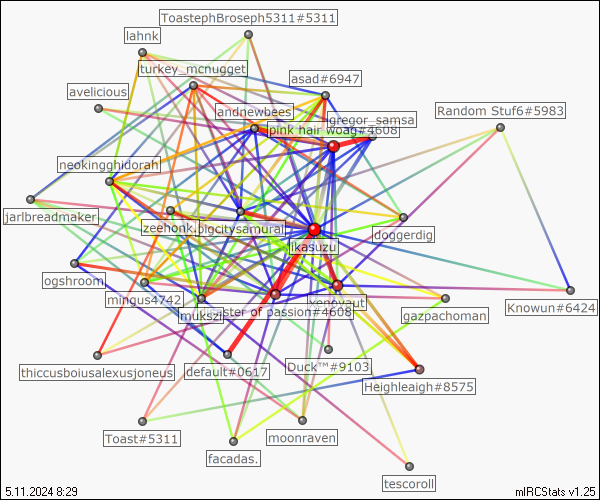 ToastephBroseph5311#5311
lahnk
turkey_mcnugget
asad#6947
avelicious
andnewbees
gregor_samsa
Random Stuf6#5983
pink hair woag#4608
neokingghidorah
jarlbreadmaker
zeehonk.
bigcitysamurai
doggerdig
ikasuzu
ogshroom
mingus4742
mukszi
ster of passion#4608
xenovaut
gazpachoman
Knowun#6424
thiccusboiusalexusjoneus
default#0617
Duck™#9103
Heighleaigh#8575
Toast#5311
moonraven
facadas.
tescoroll
5.11.2024 8:29
mIRCStats v1.25